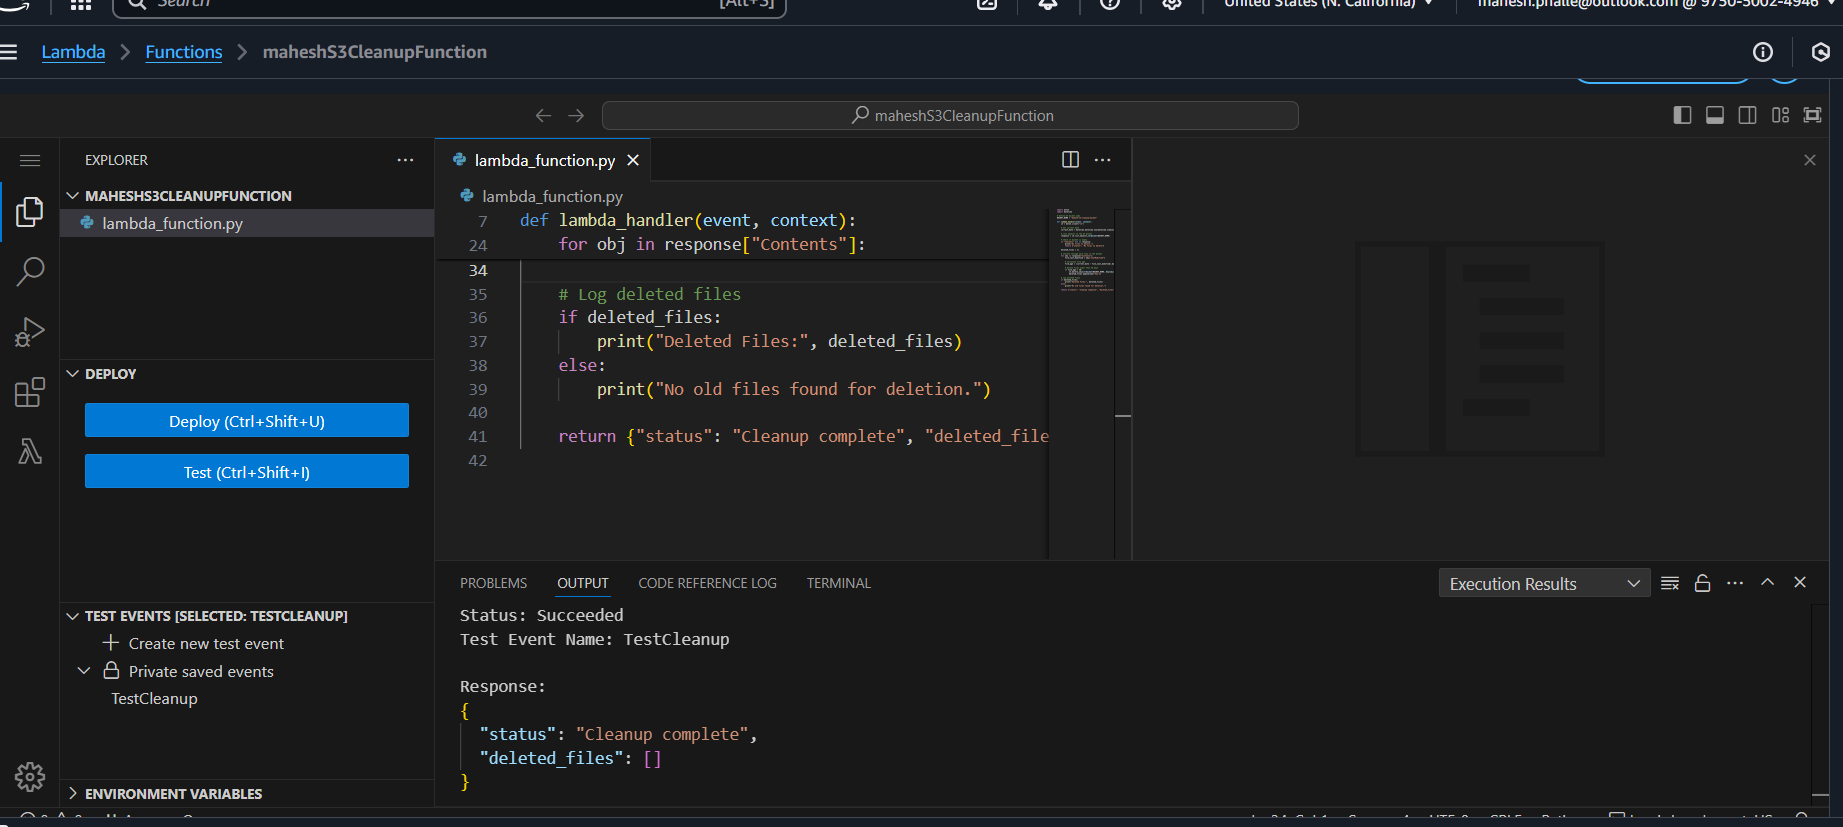 Search
[Alt+S]
United States (N. California)
mahesh.phalle@outlook.com @ 9750-5002-4946
Lambda
Functions
maheshS3CleanupFunction
maheshS3CleanupFunction
EXPLORER
MAHESHS3CLEANUPFUNCTION
lambda_function.py
DEPLOY
Deploy (Ctrl+Shift+U)
Test (Ctrl+Shift+I)
TEST EVENTS [SELECTED: TESTCLEANUP]
Create new test event
Private saved events
TestCleanup
ENVIRONMENT VARIABLES
lambda_function.py
lambda_function.py
7 def lambda_handler(event, context):
24 for obj in response["Contents"]:
34
35 # Log deleted files
36 if deleted_files:
37 print("Deleted Files:", deleted_files)
38 else:
39 print("No old files found for deletion.")
40
41 return {"status": "Cleanup complete", "deleted_file
42
PROBLEMS
OUTPUT
CODE REFERENCE LOG
TERMINAL
Execution Results
Status: Succeeded
Test Event Name: TestCleanup
Response:
{
"status": "Cleanup complete",
"deleted_files": []
}